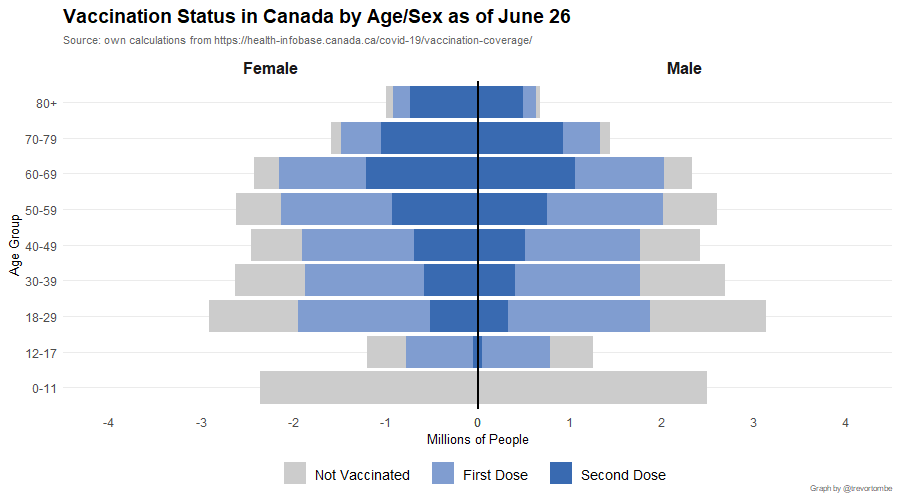 Vaccination Status in Canada by Age/Sex as of June 26
Source: own calculations from https://health-infobase.canada.ca/covid-19/vaccination-coverage/
Female Male
Age Group
80+
70-79
60-69
50-59
40-49
30-39
18-29
12-17
0-11
-4 -3 -2 -1 0 1 2 3 4
Millions of People
Not Vaccinated First Dose Second Dose
Graph by @trevortombe